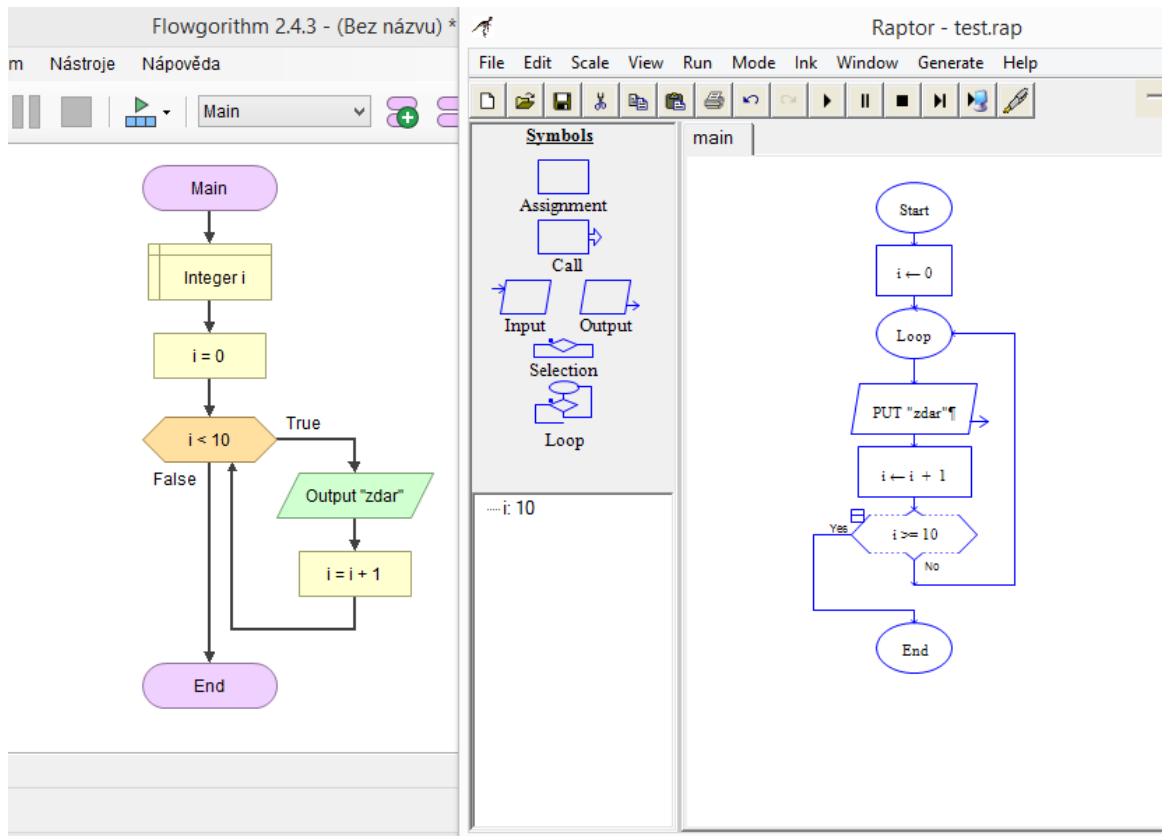 Flowgorithm 2.4.3 - (Bez názvu) *
m Nástroje Nápověda
Main
Main
Integer i
i = 0
i < 10
True
False
Output "zdar"
i = i + 1
End
Raptor - test.rap
File Edit Scale View Run Mode Ink Window Generate Help
Symbols
Assignment
Call
Input Output
Selection
Loop
i: 10
main
Start
i ← 0
Loop
PUT "zdar"¶
i ← i + 1
Yes
i >= 10
No
End